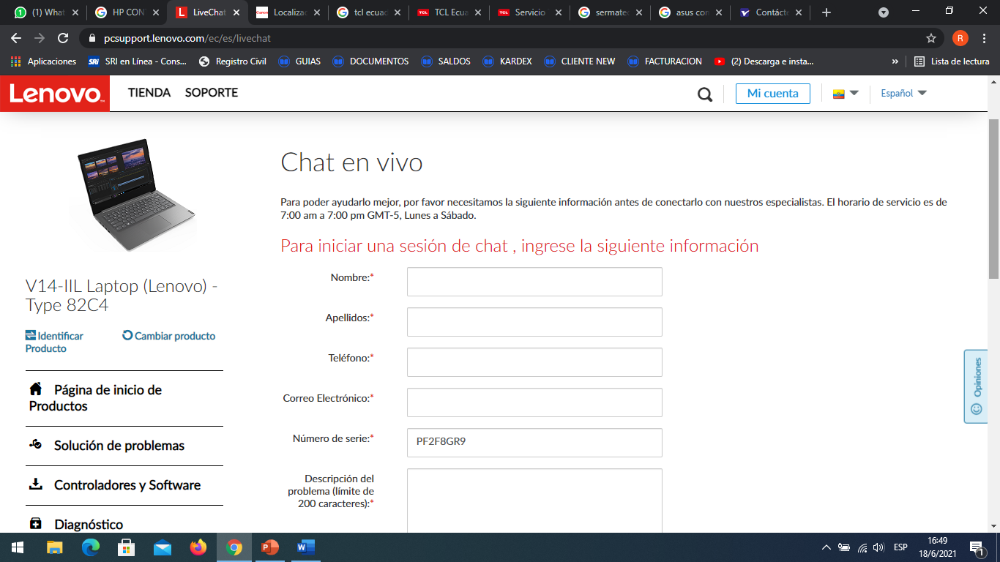 (1) What
HP CON
LiveChat
Localiza
tcl ecuac
TCL Ecua
Servicio
sermatec
asus con
Contácte
pcsupport.lenovo.com/ec/es/livechat
R
Aplicaciones
SRI en Línea - Cons...
Registro Civil
GUIAS
DOCUMENTOS
SALDOS
KARDEX
CLIENTE NEW
FACTURACION
(2) Descarga e insta...
»
Lista de lectura
Lenovo
TIENDA
SOPORTE
Mi cuenta
Español
Chat en vivo
Para poder ayudarlo mejor, por favor necesitamos la siguiente información antes de conectarlo con nuestros especialistas. El horario de servicio es de
7:00 am a 7:00 pm GMT-5, Lunes a Sábado.
Para iniciar una sesión de chat , ingrese la siguiente información
Nombre:*
Apellidos:*
Teléfono:*
Correo Electrónico:*
Número de serie:*
PF2F8GR9
Descripción del
problema (límite de
200 caracteres):*
V14-IIL Laptop (Lenovo) -
Type 82C4
Identificar
Producto
Cambiar producto
Página de inicio de
Productos
Solución de problemas
Controladores y Software
Diagnóstico
Opiniones
ESP
16:49
18/6/2021
1